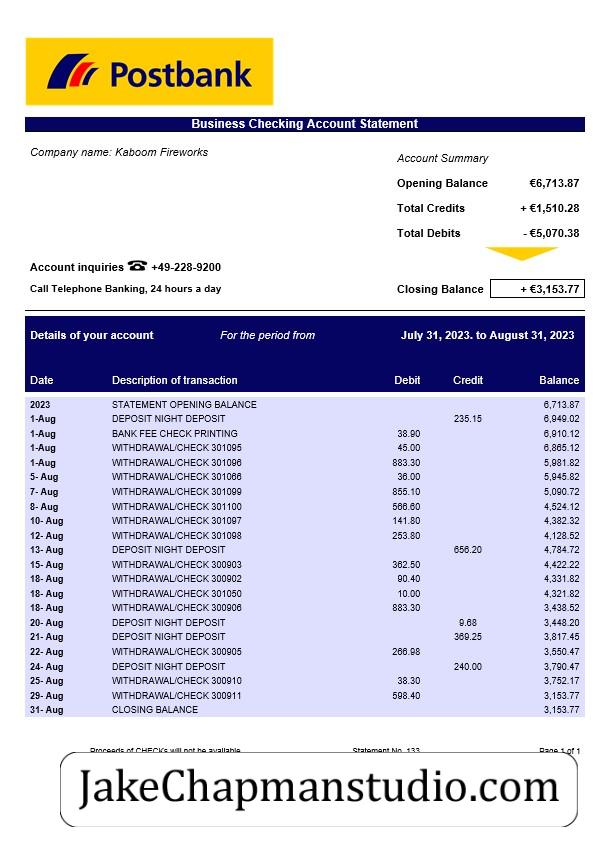 Postbank
Business Checking Account Statement
Company name: Kaboom Fireworks
Account Summary
Opening Balance €6,713.87
Total Credits + €1,510.28
Total Debits - €5,070.38
Account inquiries ☎ +49-228-9200
Call Telephone Banking, 24 hours a day
Closing Balance + €3,153.77
Details of your account For the period from July 31, 2023. to August 31, 2023
Date Description of transaction Debit Credit Balance
2023 STATEMENT OPENING BALANCE 6,713.87
1-Aug DEPOSIT NIGHT DEPOSIT 235.15 6,949.02
1-Aug BANK FEE CHECK PRINTING 38.90 6,910.12
1-Aug WITHDRAWAL/CHECK 301095 45.00 6,865.12
1-Aug WITHDRAWAL/CHECK 301096 883.30 5,981.82
5- Aug WITHDRAWAL/CHECK 301066 36.00 5,945.82
7- Aug WITHDRAWAL/CHECK 301099 855.10 5,090.72
8- Aug WITHDRAWAL/CHECK 301100 566.60 4,524.12
10- Aug WITHDRAWAL/CHECK 301097 141.80 4,382.32
12- Aug WITHDRAWAL/CHECK 301098 253.80 4,128.52
13- Aug DEPOSIT NIGHT DEPOSIT 656.20 4,784.72
15- Aug WITHDRAWAL/CHECK 300903 362.50 4,422.22
18- Aug WITHDRAWAL/CHECK 300902 90.40 4,331.82
18- Aug WITHDRAWAL/CHECK 301050 10.00 4,321.82
18- Aug WITHDRAWAL/CHECK 300906 883.30 3,438.52
20- Aug DEPOSIT NIGHT DEPOSIT 9.68 3,448.20
21- Aug DEPOSIT NIGHT DEPOSIT 369.25 3,817.45
22- Aug WITHDRAWAL/CHECK 300905 266.98 3,550.47
24- Aug DEPOSIT NIGHT DEPOSIT 240.00 3,790.47
25- Aug WITHDRAWAL/CHECK 300910 38.30 3,752.17
29- Aug WITHDRAWAL/CHECK 300911 598.40 3,153.77
31- Aug CLOSING BALANCE 3,153.77
Proceeds of CHECKs will not be available Statement No. 133 Page 1 of 1
JakeChapmanstudio.com